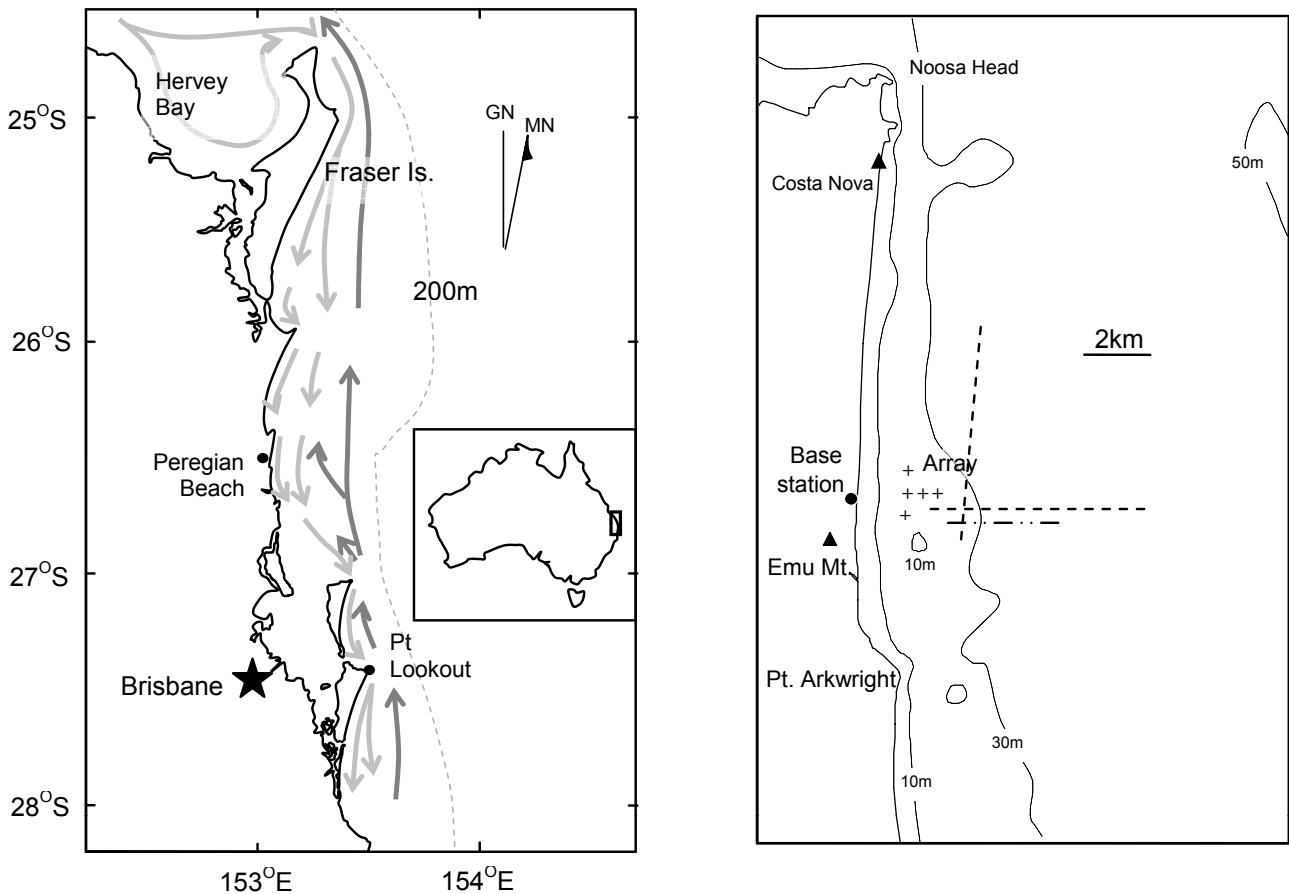 Hervey
Bay
25°S
GN
MN
Fraser Is.
200m
26°S
Peregian
Beach
27°S
Pt
Lookout
Brisbane
28°S
153°E
154°E
Noosa Head
50m
Costa Nova
2km
Base
station
Array
10m
Emu Mt.
Pt. Arkwright
30m
10m